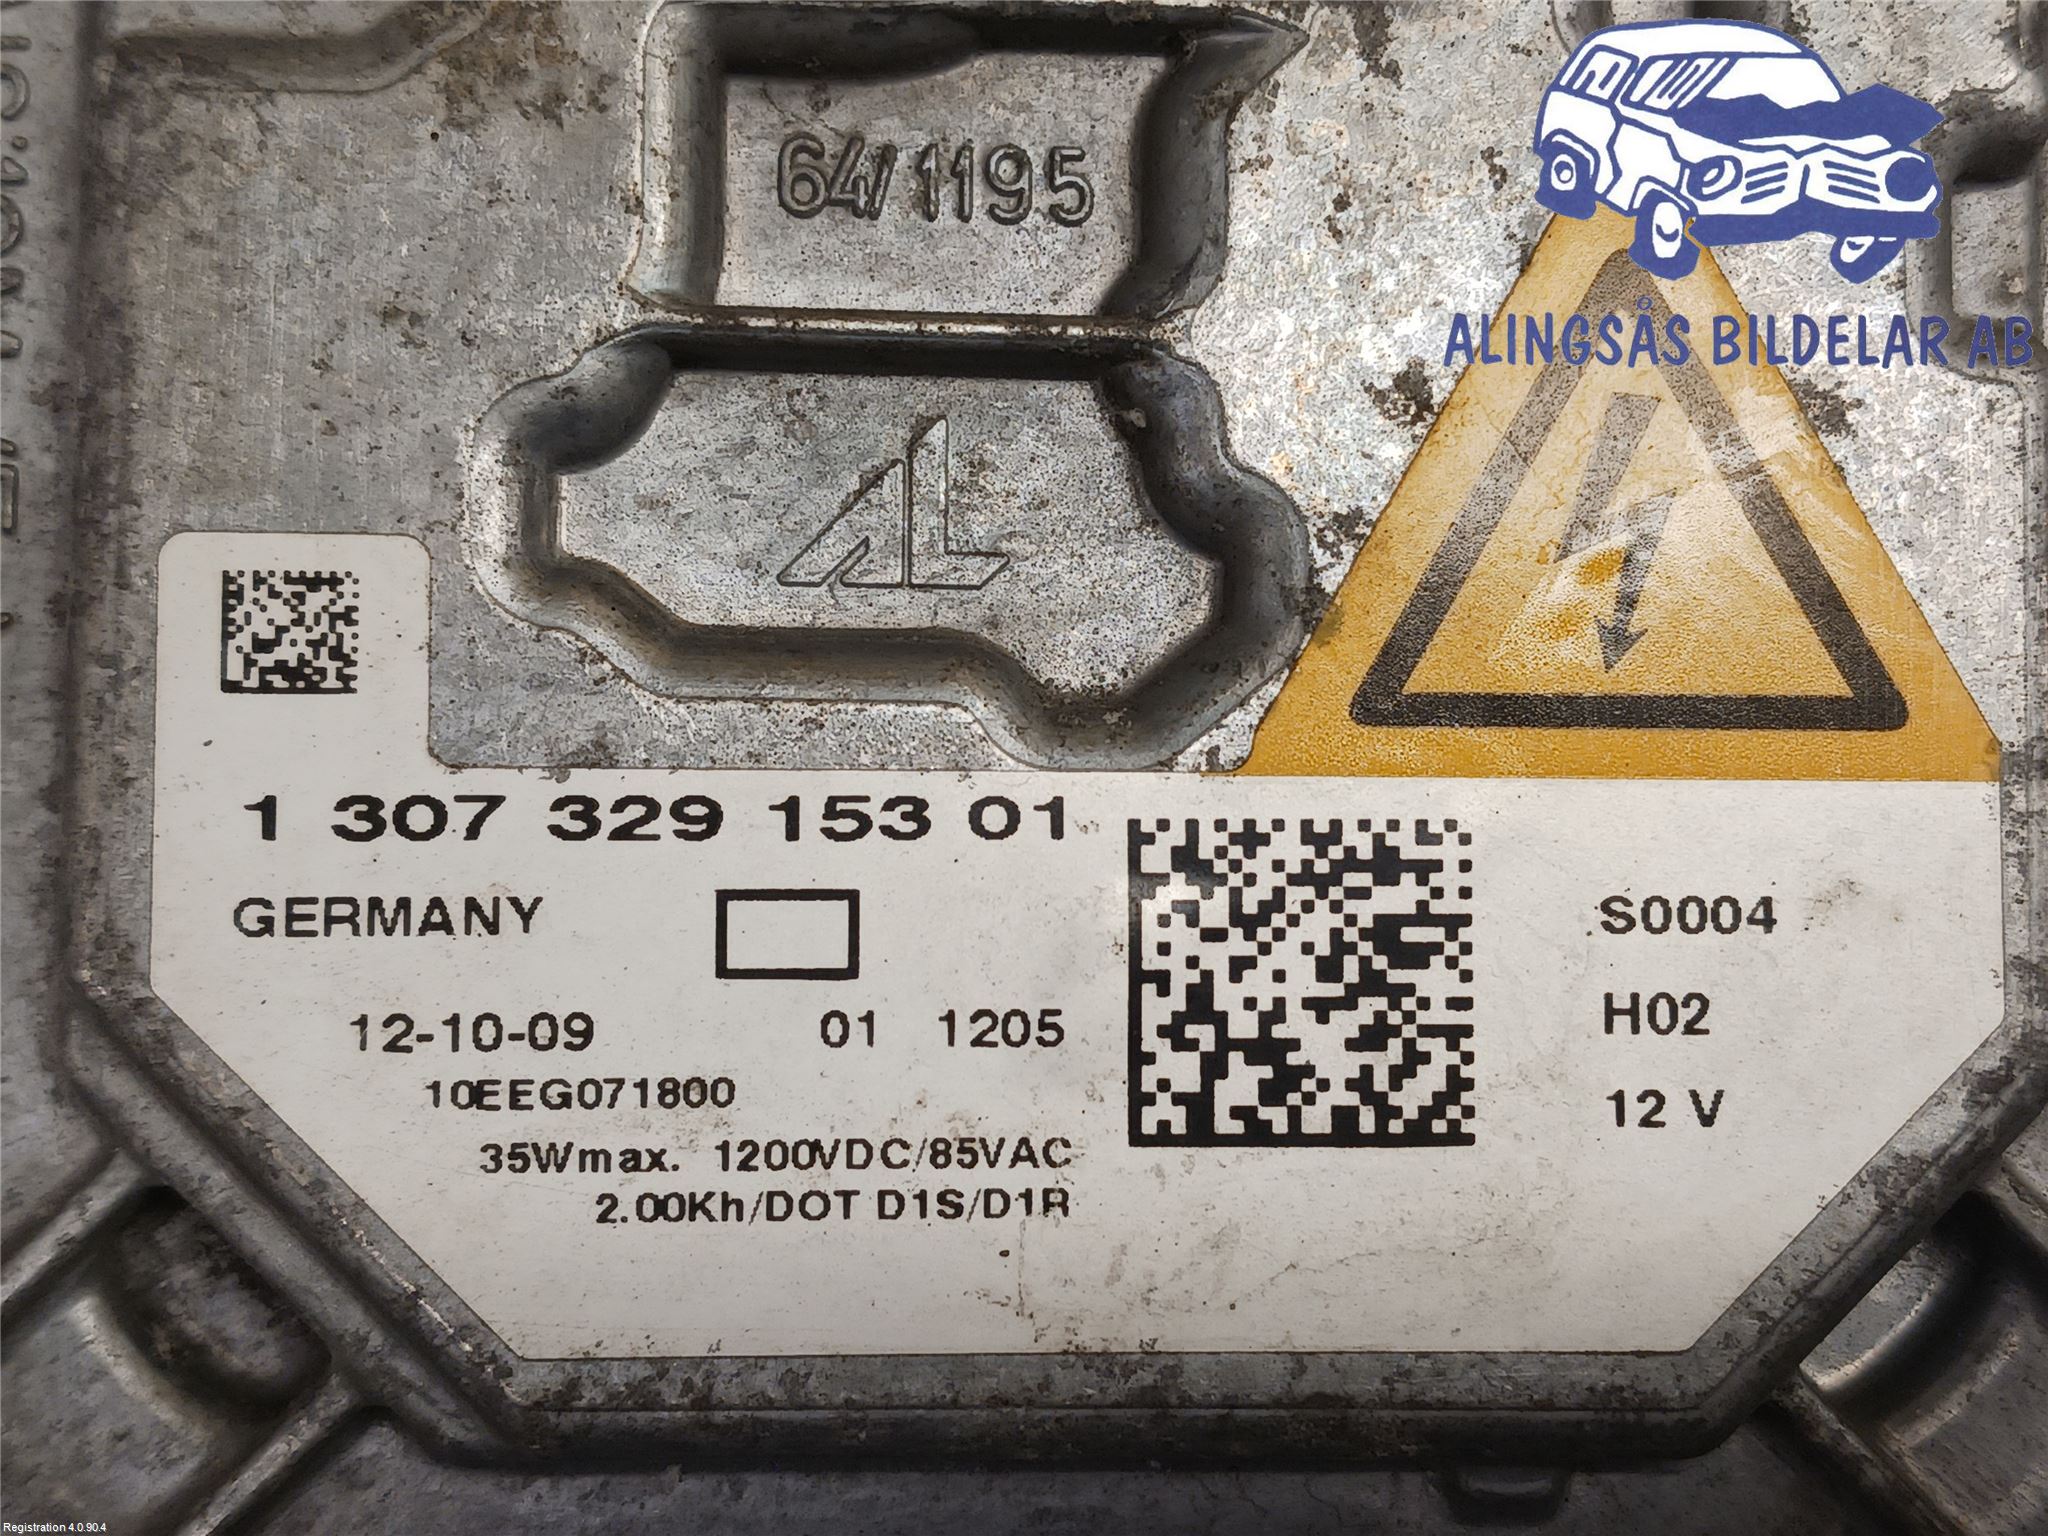 64/1195
ALINGSÅS BILDELAR AB
AL
1 307 329 153 01
GERMANY
S0004
12-10-09 01 1205
H02
10EEG071800
12 V
35Wmax. 1200VDC/85VAC
2.00Kh/DOT D1S/D1R
Registration 4.0.90.4